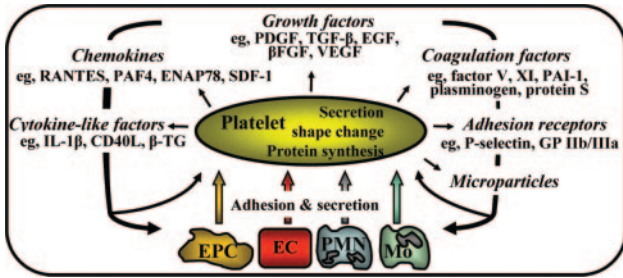 Growth factors
eg, PDGF, TGF-β, EGF,
βFGF, VEGF
Chemokines
eg, RANTES, PAF4, ENAP78, SDF-1
Coagulation factors
eg, factor V, XI, PAI-1,
plasminogen, protein S
Cytokine-like factors
eg, IL-1β, CD40L, β-TG
Platelet
Secretion
shape change
Protein synthesis
Adhesion receptors
eg, P-selectin, GP IIb/IIIa
Microparticles
Adhesion & secretion
EPC
EC
PMN
Mo